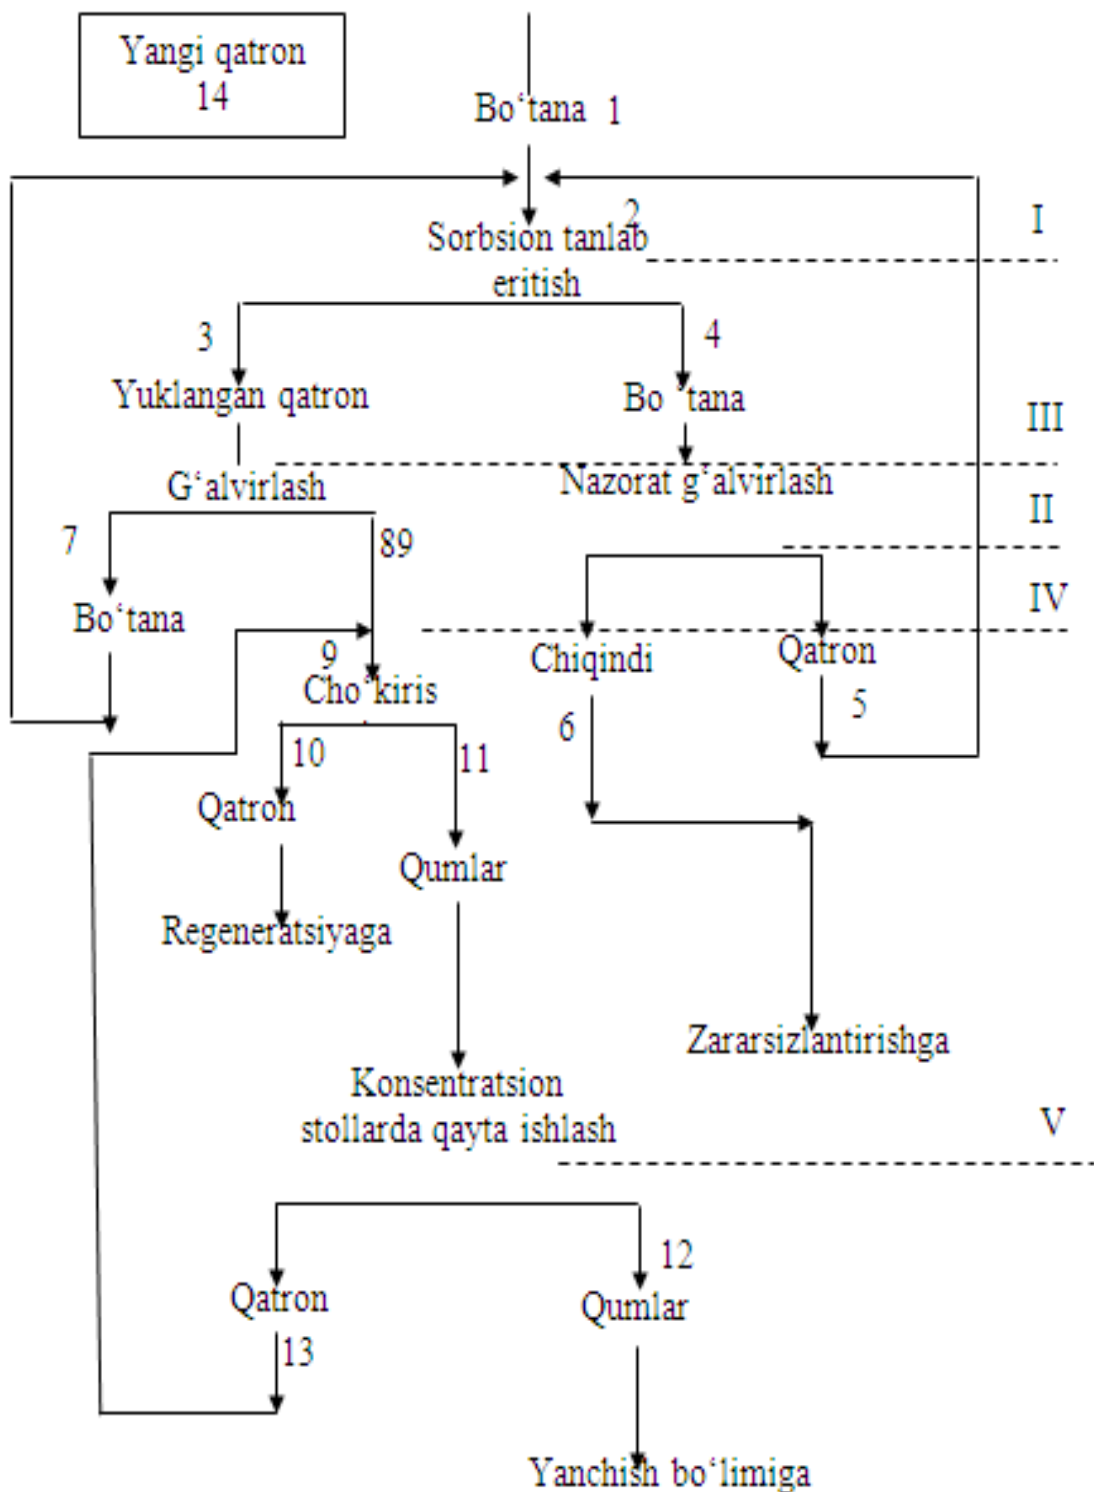 Yangi qatron
14
Bo‘tana 1
2
I
Sorbsion tanlab
eritish
3
4
Yuklangan qatron
Bo ’tana
III
G‘alvirlash
Nazorat g‘alvirlash
II
7
89
IV
Bo‘tana
9
Chiqindi
Qatron
Cho‘kiris
6
5
10
11
Qatron
Qumlar
Regeneratsiyaga
Zararsizlantirishga
Konsentratsion
stollarda qayta ishlash
V
12
Qatron
Qumlar
13
Yanchish bo‘limiga